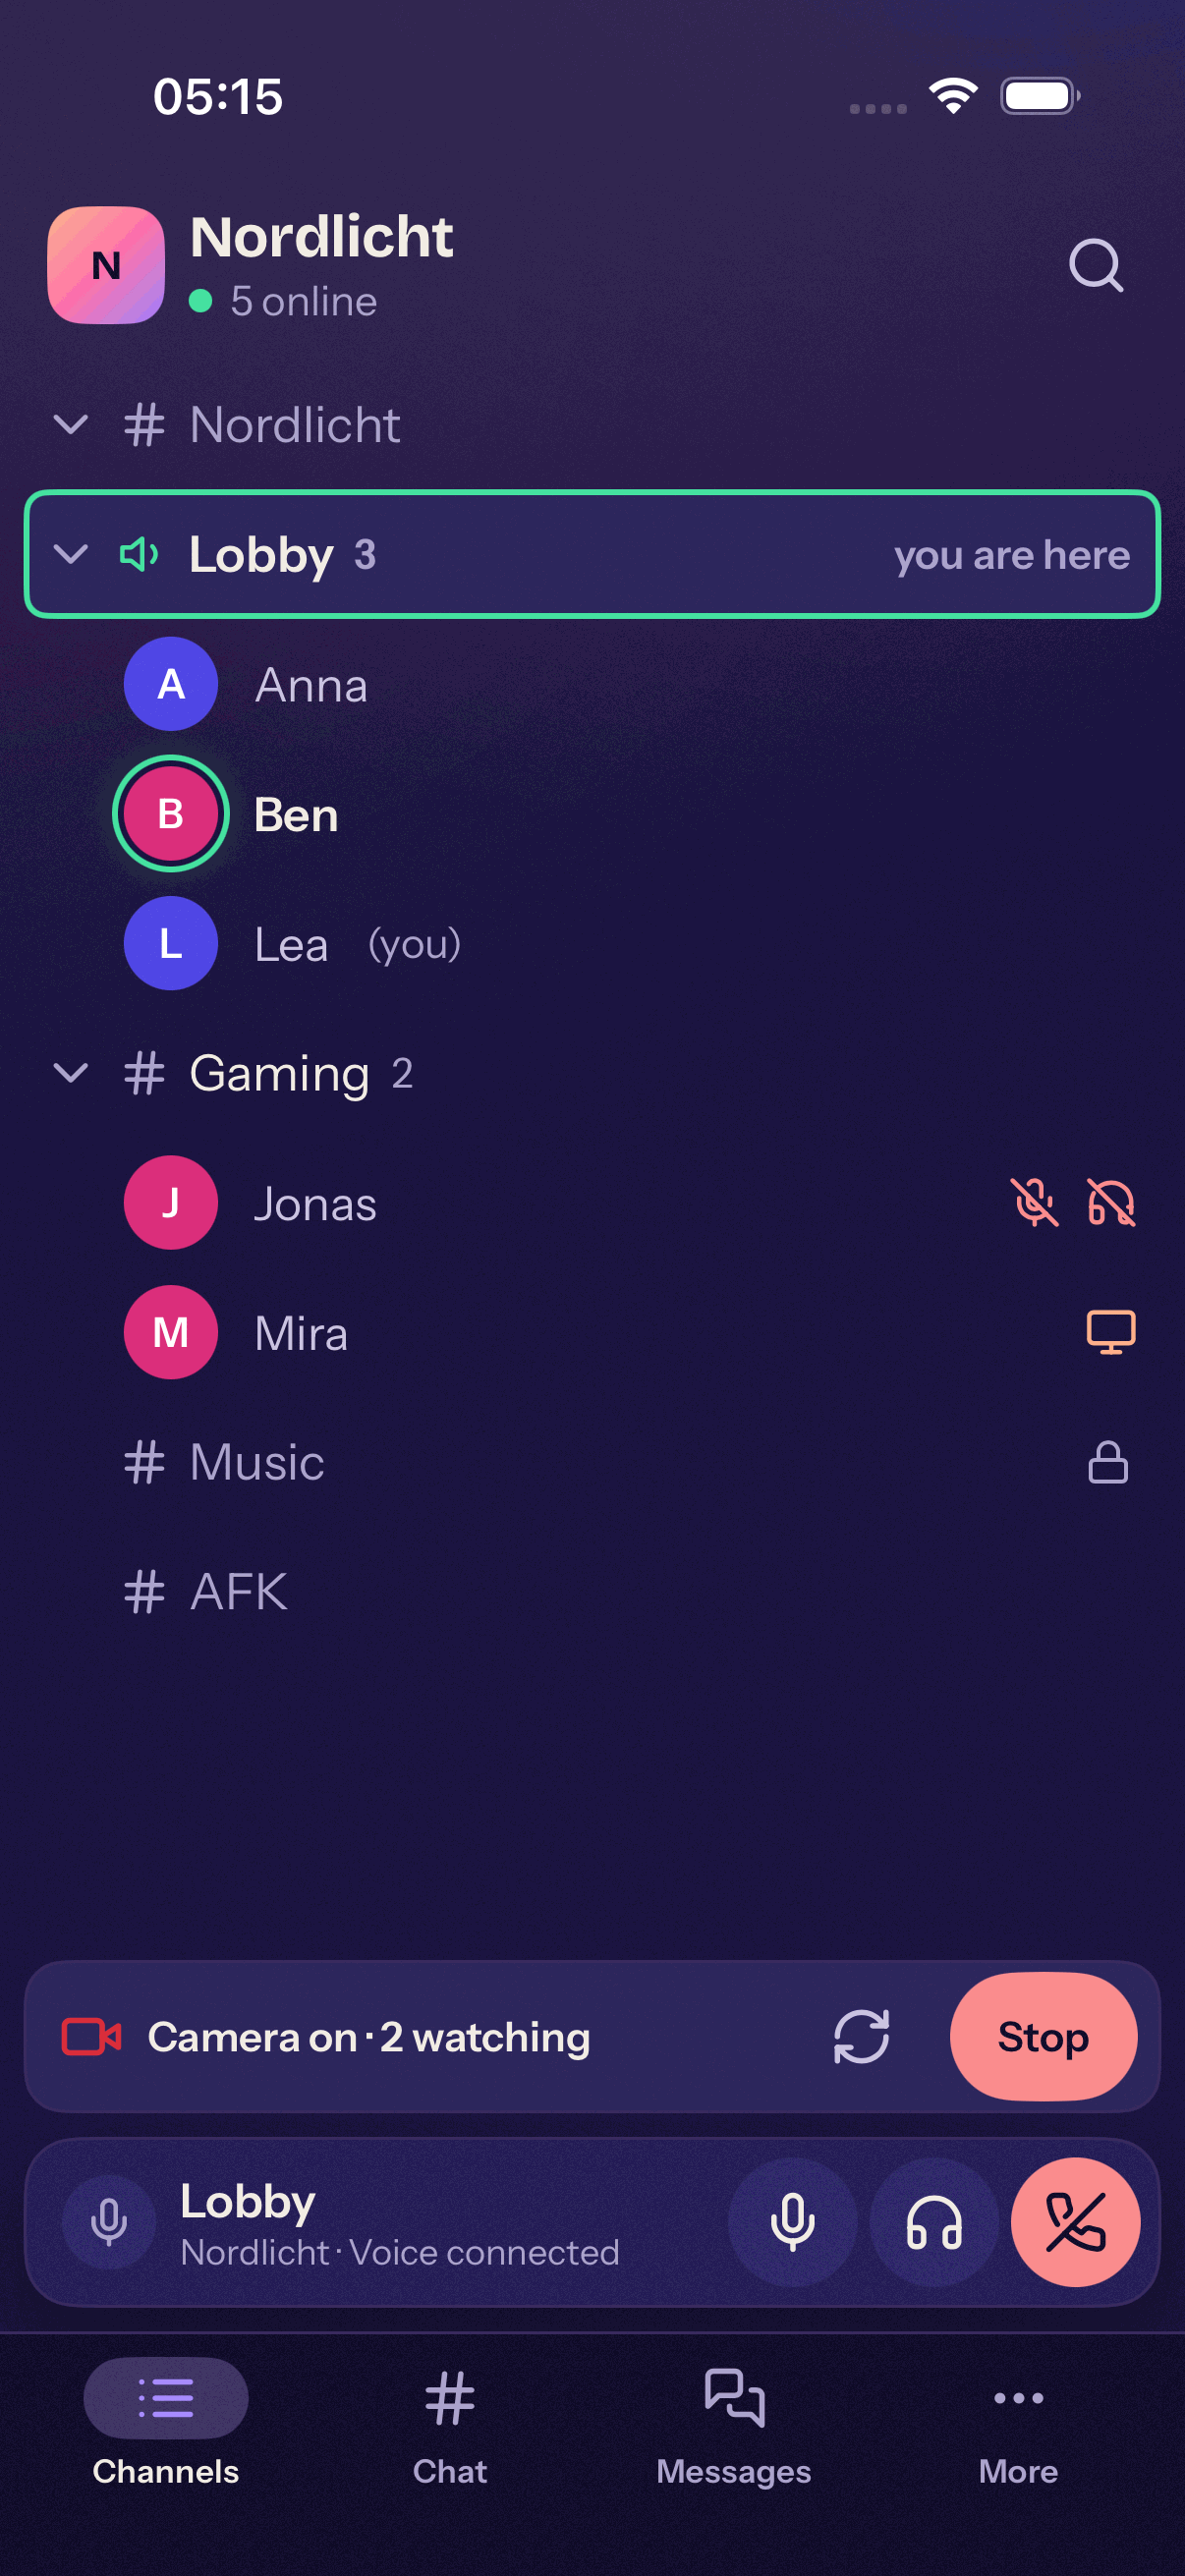 05:15
N
Nordlicht
5 online
# Nordlicht
Lobby 3 you are here
A Anna
B Ben
L Lea (you)
# Gaming 2
J Jonas
M Mira
# Music
# AFK
Camera on · 2 watching Stop
Lobby
Nordlicht · Voice connected
Channels Chat Messages More